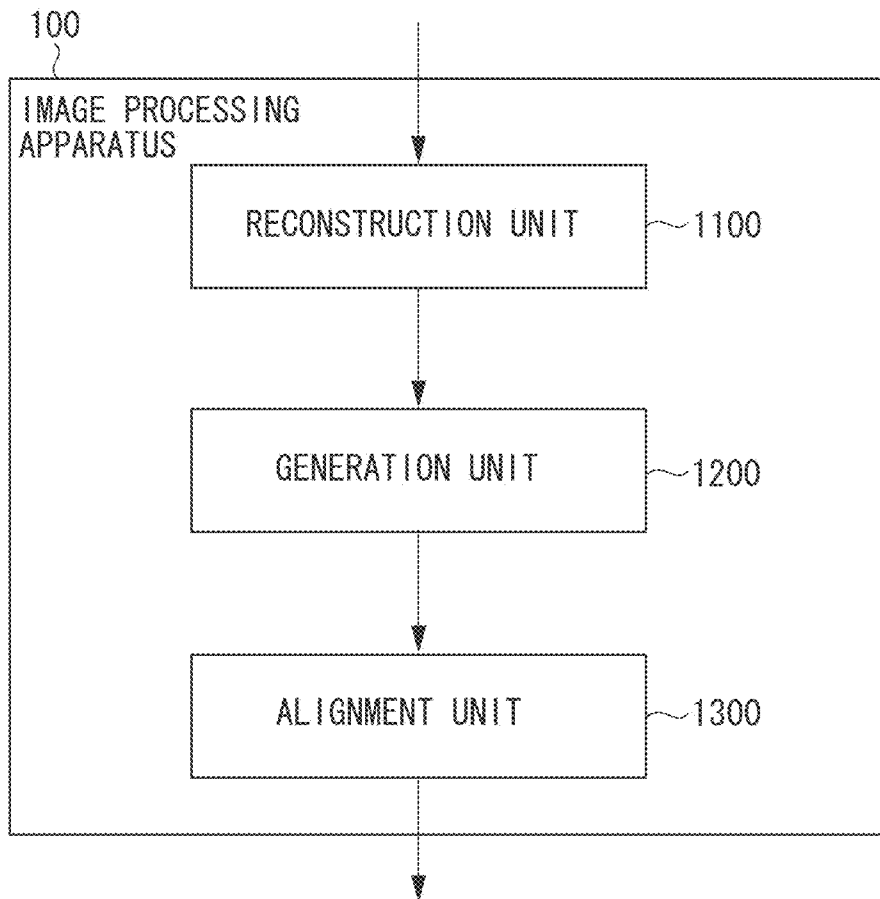 100
IMAGE PROCESSING
APPARATUS
RECONSTRUCTION UNIT
1100
GENERATION UNIT
1200
ALIGNMENT UNIT
1300